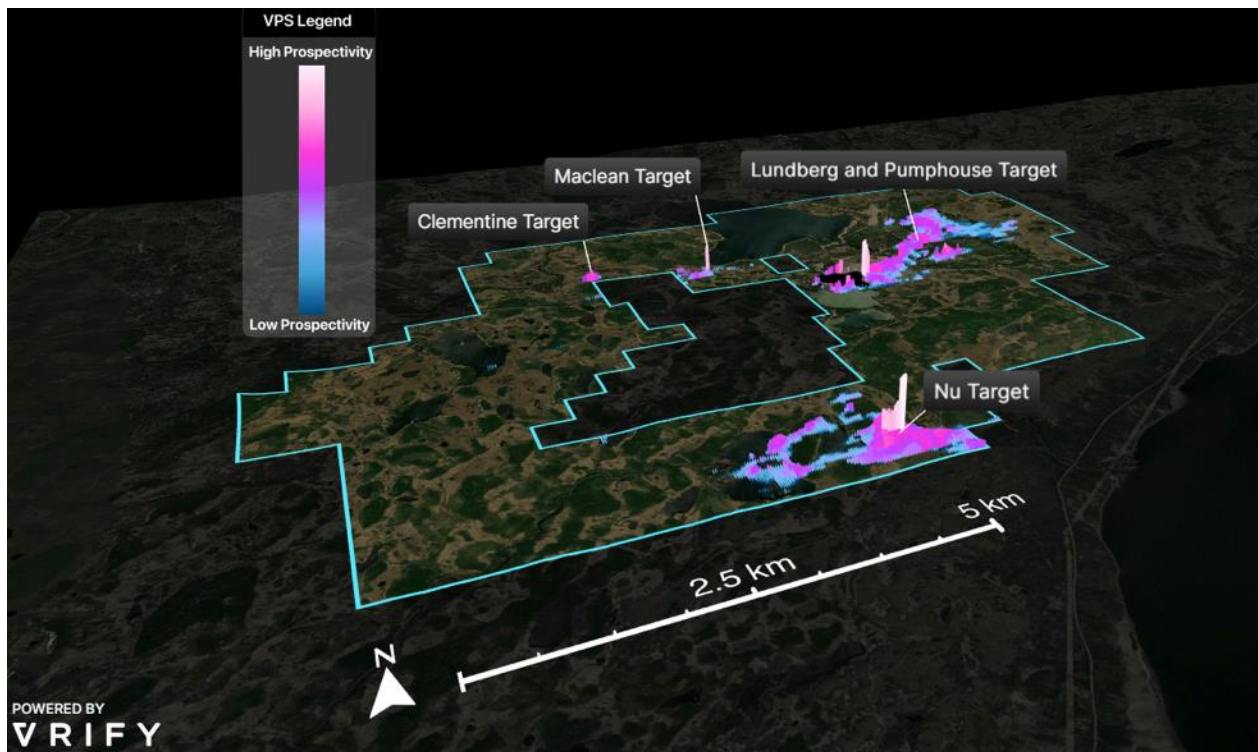 VPS Legend
High Prospectivity
Low Prospectivity
Lundberg and Pumphouse Target
Maclean Target
Clementine Target
Nu Target
5 km
2.5 km
N
POWERED BY
VRIFY